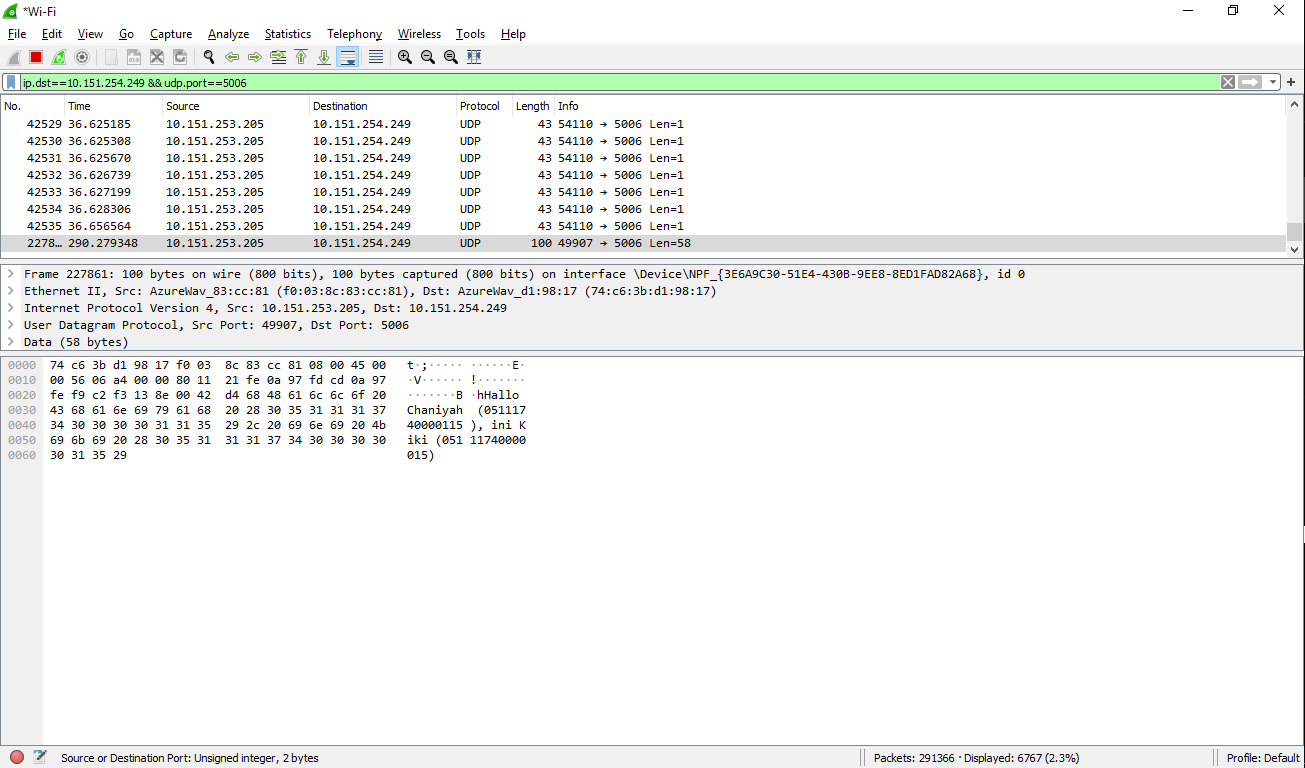 *Wi-Fi
File Edit View Go Capture Analyze Statistics Telephony Wireless Tools Help
ip.dst==10.151.254.249 && udp.port==5006
No. Time Source Destination Protocol Length Info
42529 36.625185 10.151.253.205 10.151.254.249 UDP 43 54110 → 5006 Len=1
42530 36.625308 10.151.253.205 10.151.254.249 UDP 43 54110 → 5006 Len=1
42531 36.625670 10.151.253.205 10.151.254.249 UDP 43 54110 → 5006 Len=1
42532 36.626739 10.151.253.205 10.151.254.249 UDP 43 54110 → 5006 Len=1
42533 36.627199 10.151.253.205 10.151.254.249 UDP 43 54110 → 5006 Len=1
42534 36.628306 10.151.253.205 10.151.254.249 UDP 43 54110 → 5006 Len=1
42535 36.656564 10.151.253.205 10.151.254.249 UDP 43 54110 → 5006 Len=1
2278… 290.279348 10.151.253.205 10.151.254.249 UDP 100 49907 → 5006 Len=58
Frame 227861: 100 bytes on wire (800 bits), 100 bytes captured (800 bits) on interface \Device\NPF_{3E6A9C30-51E4-430B-9EE8-8ED1FAD82A68}, id 0
Ethernet II, Src: AzureWav_83:cc:81 (f0:03:8c:83:cc:81), Dst: AzureWav_d1:98:17 (74:c6:3b:d1:98:17)
Internet Protocol Version 4, Src: 10.151.253.205, Dst: 10.151.254.249
User Datagram Protocol, Src Port: 49907, Dst Port: 5006
Data (58 bytes)
0000 74 c6 3b d1 98 17 f0 03 8c 83 cc 81 08 00 45 00 t·;····· ······E·
0010 00 56 06 a4 00 00 80 11 21 fe 0a 97 fd cd 0a 97 ·V······ !·······
0020 fe f9 c2 f3 13 8e 00 42 d4 68 48 61 6c 6c 6f 20 ·······B ·hHallo
0030 43 68 61 6e 69 79 61 68 20 28 30 35 31 31 31 37 Chaniyah (051117
0040 34 30 30 30 30 31 31 35 29 2c 20 69 6e 69 20 4b 40000115 ), ini K
0050 69 6b 69 20 28 30 35 31 31 31 37 34 30 30 30 30 iki (051 11740000
0060 30 31 35 29 015)
Source or Destination Port: Unsigned integer, 2 bytes Packets: 291366 · Displayed: 6767 (2.3%) Profile: Default